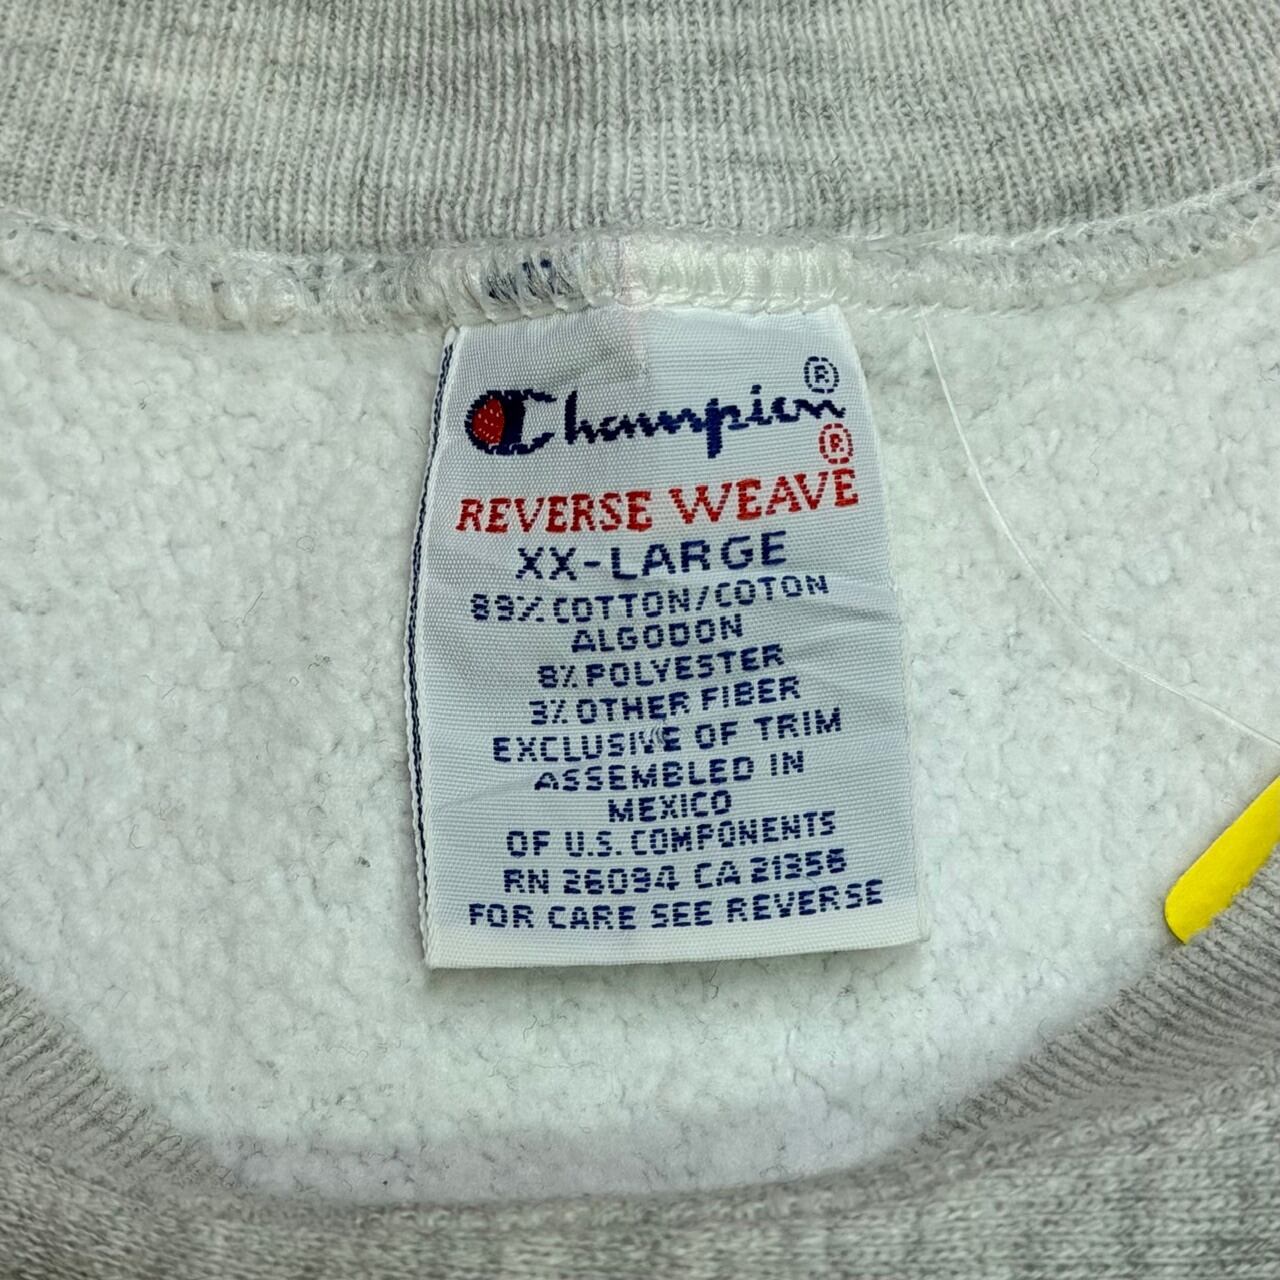 Champion®
®
REVERSE WEAVE
XX-LARGE
89% COTTON/COTON
ALGODON
8% POLYESTER
3% OTHER FIBER
EXCLUSIVE OF TRIM
ASSEMBLED IN
MEXICO
OF U.S. COMPONENTS
RN 26094 CA 21356
FOR CARE SEE REVERSE